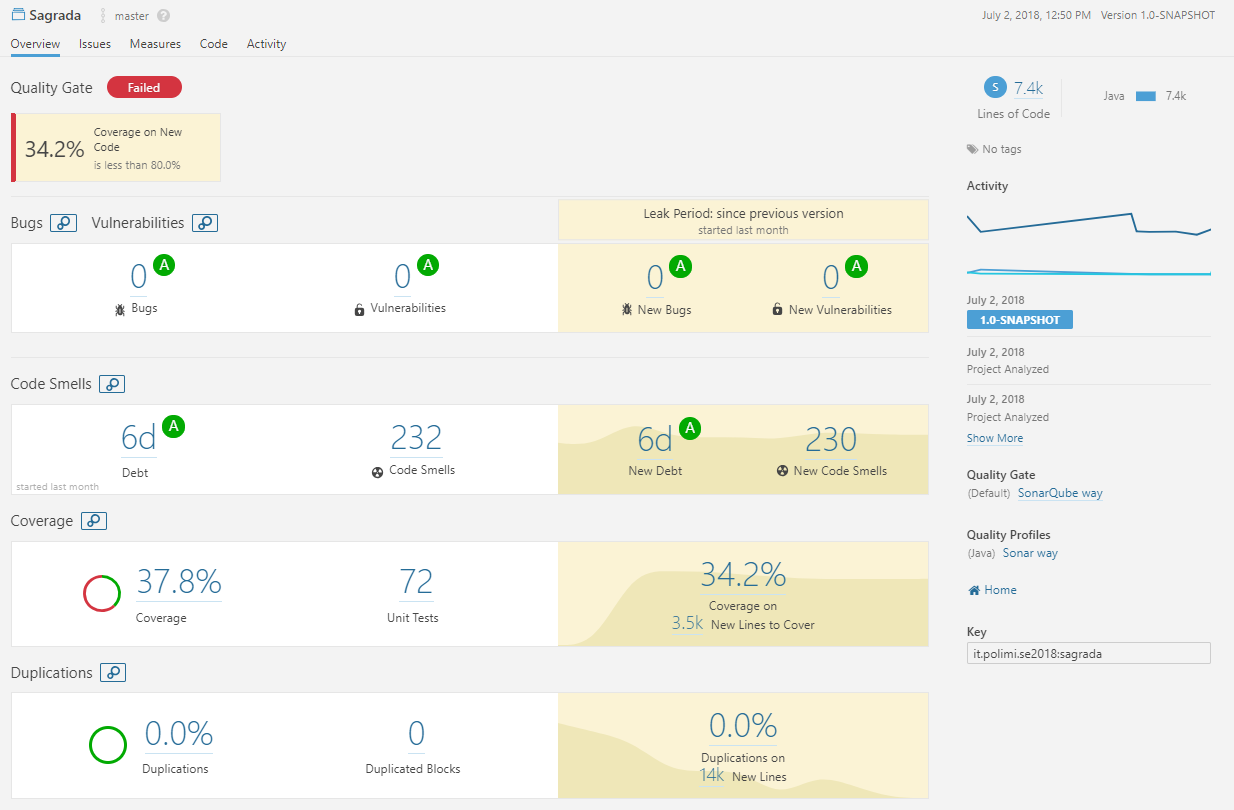 Sagrada master ?
July 2, 2018, 12:50 PM Version 1.0-SNAPSHOT
Overview Issues Measures Code Activity
Quality Gate Failed
34.2% Coverage on New
Code
is less than 80.0%
Bugs Vulnerabilities
Leak Period: since previous version
started last month
0 A
Bugs
0 A
Vulnerabilities
0 A
New Bugs
0 A
New Vulnerabilities
Code Smells
6d A
Debt
232
Code Smells
started last month
6d A
New Debt
230
New Code Smells
Coverage
37.8%
Coverage
72
Unit Tests
34.2%
Coverage on
3.5k New Lines to Cover
Duplications
0.0%
Duplications
0
Duplicated Blocks
0.0%
Duplications on
14k New Lines
S 7.4k
Lines of Code
Java 7.4k
No tags
Activity
July 2, 2018
1.0-SNAPSHOT
July 2, 2018
Project Analyzed
July 2, 2018
Project Analyzed
Show More
Quality Gate
(Default) SonarQube way
Quality Profiles
(Java) Sonar way
Home
Key
it.polimi.se2018:sagrada